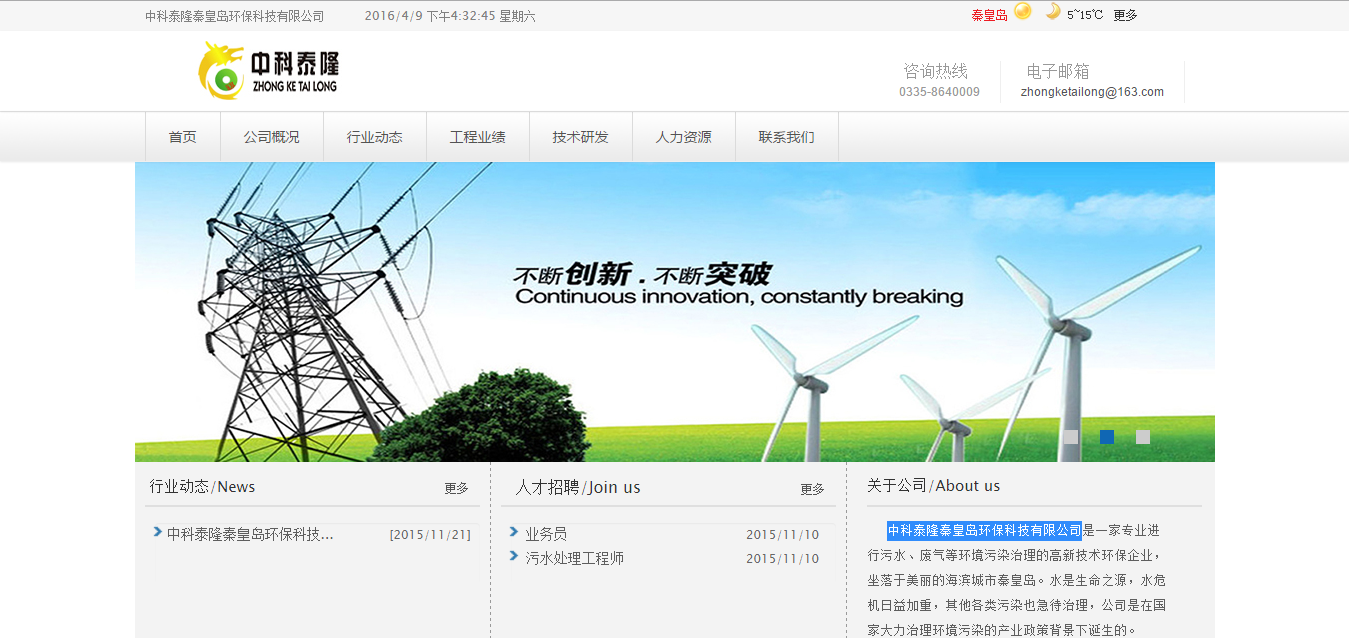 中科泰隆秦皇岛环保科技有限公司 2016/4/9 下午4:32:45 星期六 秦皇岛 5~15℃ 更多
中科泰隆
ZHONG KE TAI LONG
咨询热线 电子邮箱
0335-8640009 zhongketailong@163.com
首页 公司概况 行业动态 工程业绩 技术研发 人力资源 联系我们
不断创新 . 不断突破
Continuous innovation, constantly breaking
行业动态/News 更多
中科泰隆秦皇岛环保科技... [2015/11/21]
人才招聘/Join us 更多
业务员 2015/11/10
污水处理工程师 2015/11/10
关于公司/About us
中科泰隆秦皇岛环保科技有限公司是一家专业进
行污水、废气等环境污染治理的高新技术环保企业，
坐落于美丽的海滨城市秦皇岛。水是生命之源，水危
机日益加重，其他各类污染也急待治理，公司是在国
家大力治理环境污染的产业政策背景下诞生的。